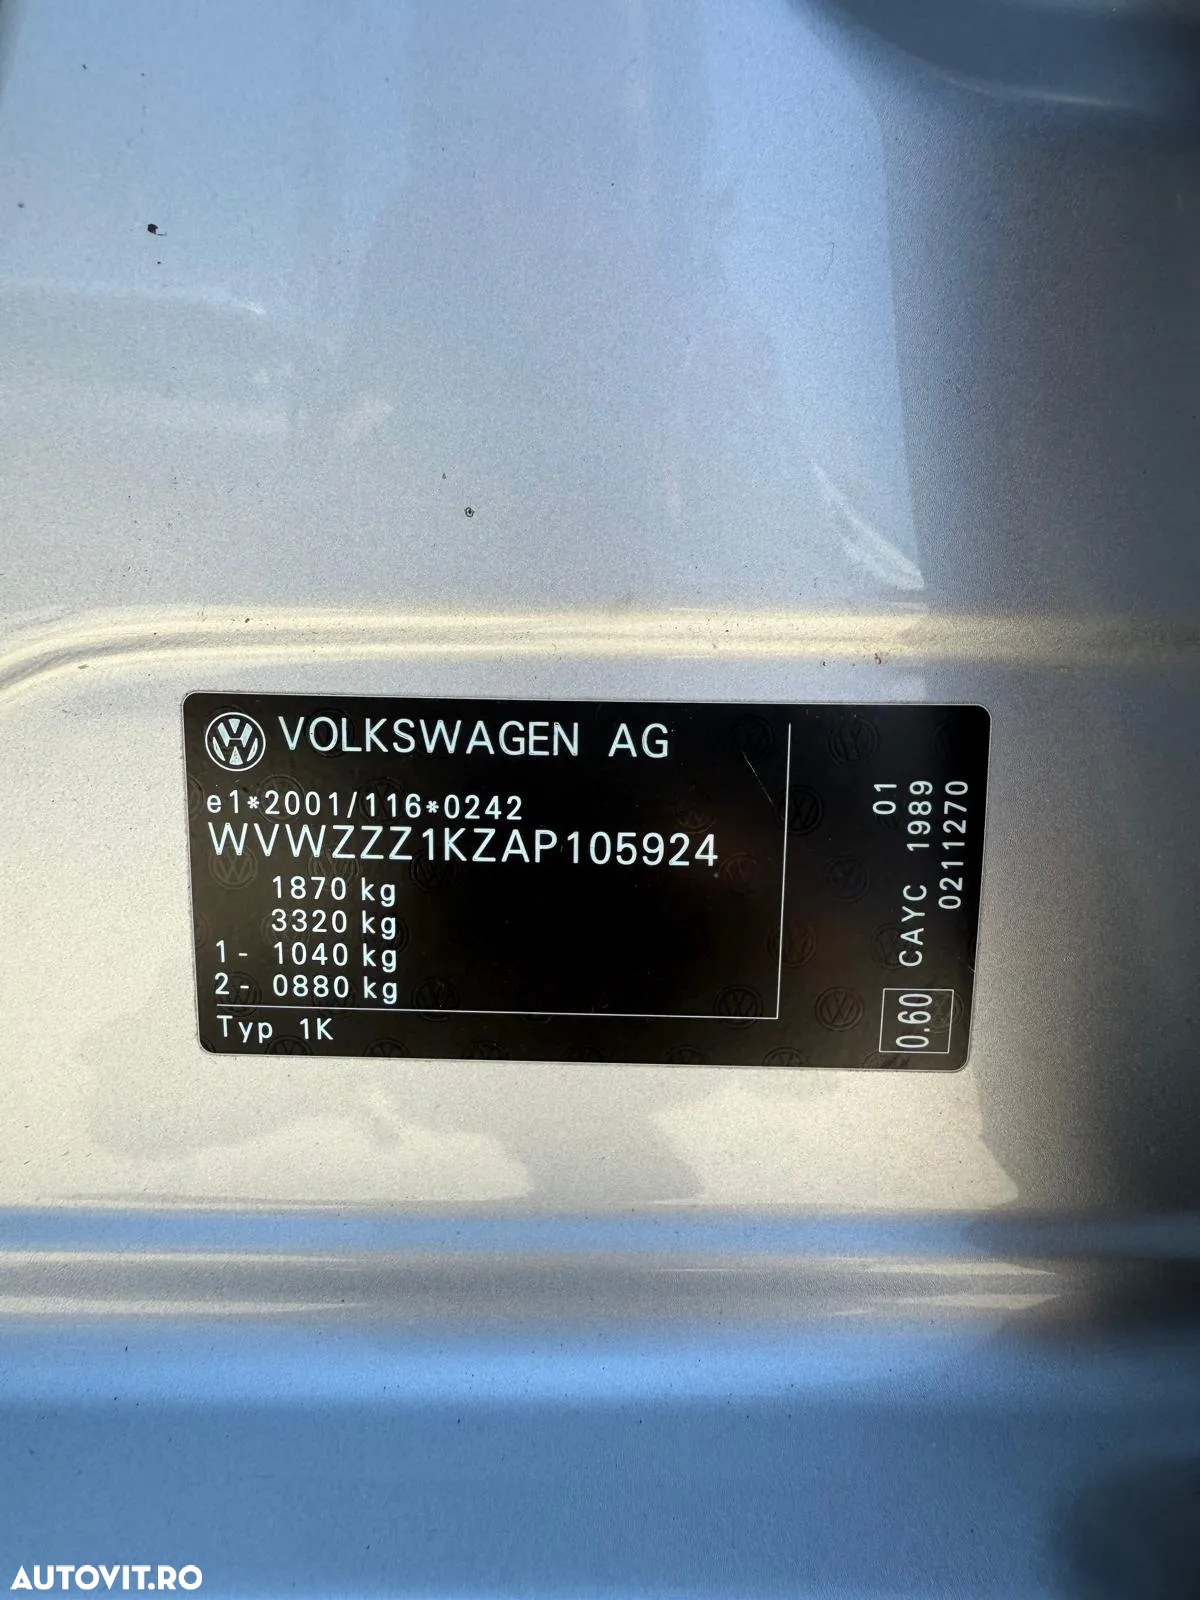 VOLKSWAGEN AG
e1*2001/116*0242
WVWZZZ1KZAP105924
1870 kg
3320 kg
1- 1040 kg
2- 0880 kg
Typ 1K
01
0.60 CAYC 1989
0211270
AUTOVIT.RO